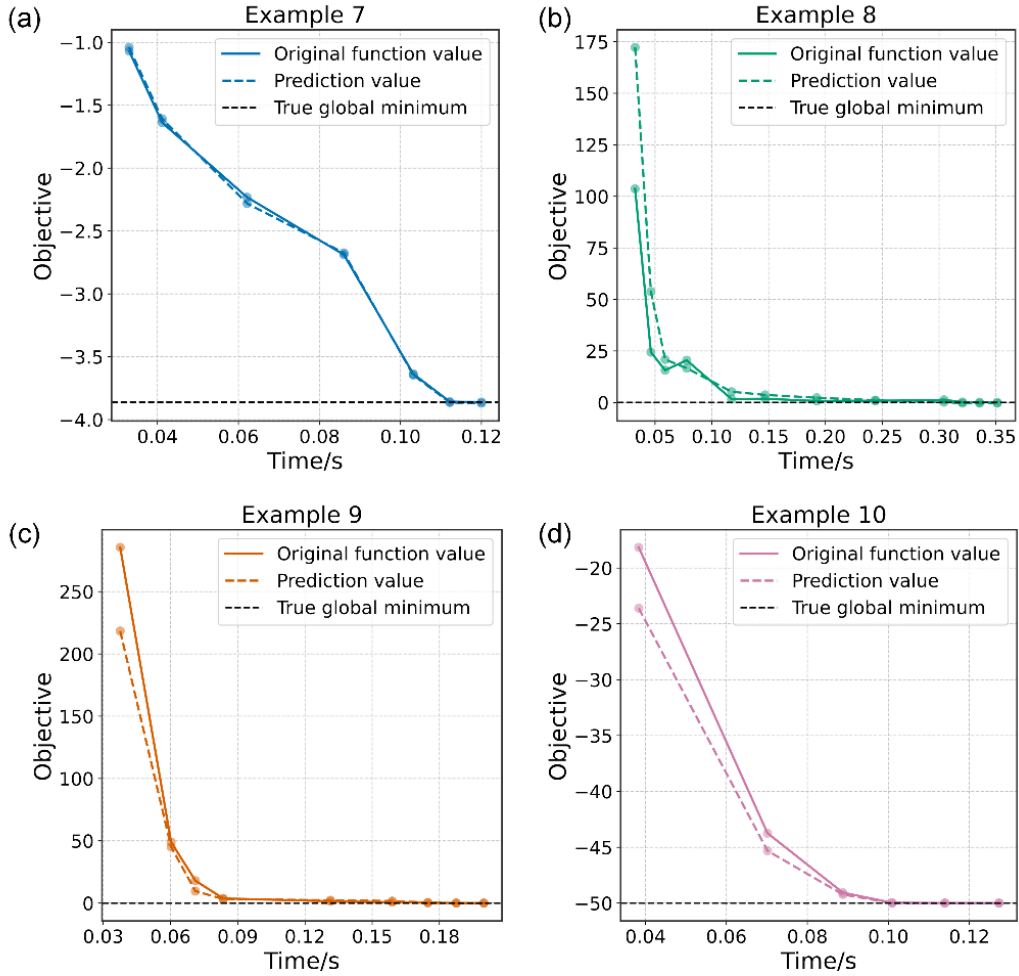 (a)
Example 7
Original function value
Prediction value
True global minimum
Objective
−1.0
−1.5
−2.0
−2.5
−3.0
−3.5
−4.0
0.04
0.06
0.08
0.10
0.12
Time/s
(b)
Example 8
Original function value
Prediction value
True global minimum
Objective
175
150
125
100
75
50
25
0
0.05
0.10
0.15
0.20
0.25
0.30
0.35
Time/s
(c)
Example 9
Original function value
Prediction value
True global minimum
Objective
250
200
150
100
50
0
0.03
0.06
0.09
0.12
0.15
0.18
Time/s
(d)
Example 10
Original function value
Prediction value
True global minimum
Objective
−20
−25
−30
−35
−40
−45
−50
0.04
0.06
0.08
0.10
0.12
Time/s